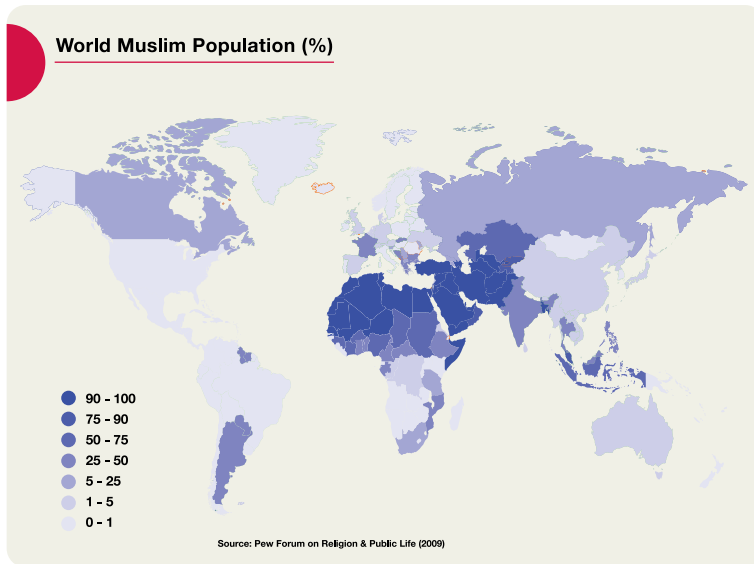 World Muslim Population (%)
90 - 100
75 - 90
50 - 75
25 - 50
5 - 25
1 - 5
0 - 1
Source: Pew Forum on Religion & Public Life (2009)